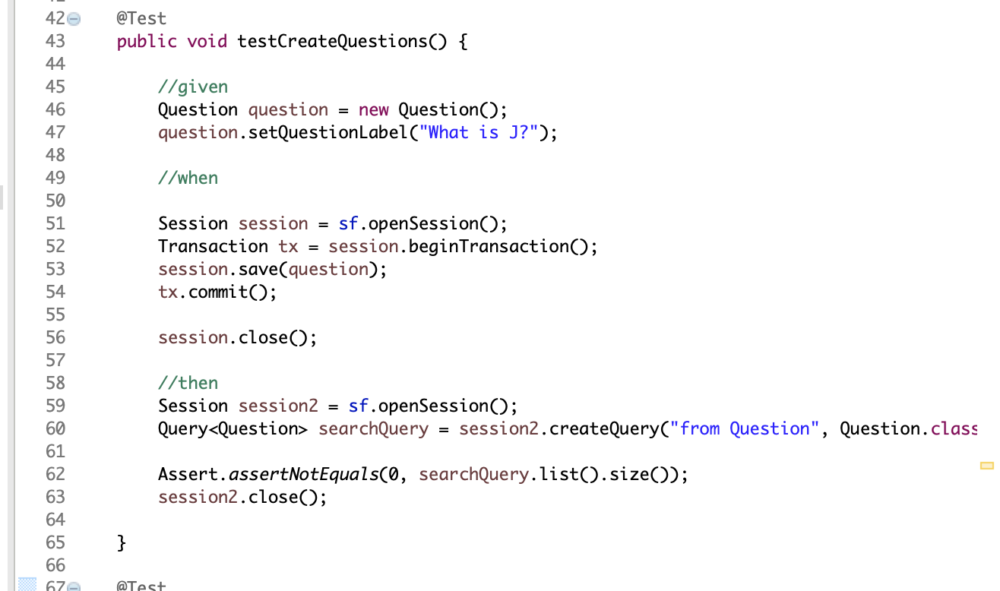 42 @Test
43 public void testCreateQuestions() {
44
45 //given
46 Question question = new Question();
47 question.setQuestionLabel("What is J?");
48
49 //when
50
51 Session session = sf.openSession();
52 Transaction tx = session.beginTransaction();
53 session.save(question);
54 tx.commit();
55
56 session.close();
57
58 //then
59 Session session2 = sf.openSession();
60 Query<Question> searchQuery = session2.createQuery("from Question", Question.class
61
62 Assert.assertNotEquals(0, searchQuery.list().size());
63 session2.close();
64
65 }
66
67 @Test